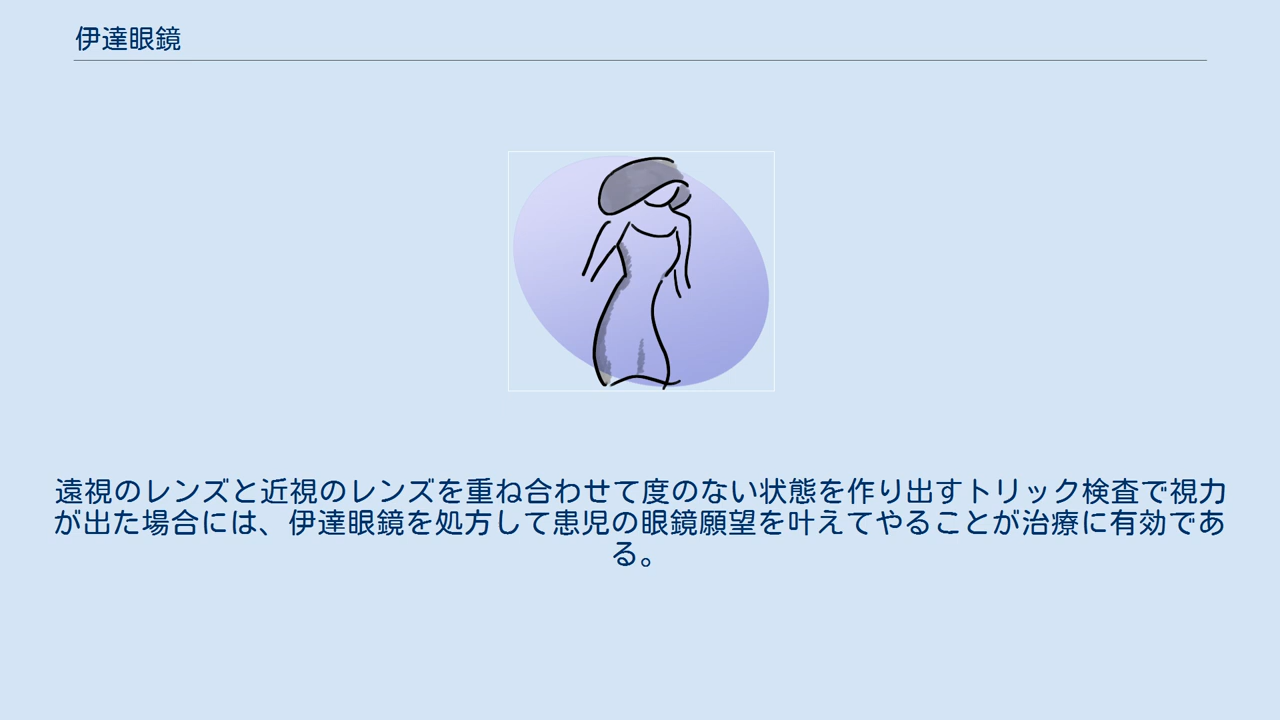 伊達眼鏡
遠視のレンズと近視のレンズを重ね合わせて度のない状態を作り出すトリック検査で視力
が出た場合には、伊達眼鏡を処方して患児の眼鏡願望を叶えてやることが治療に有効であ
る。